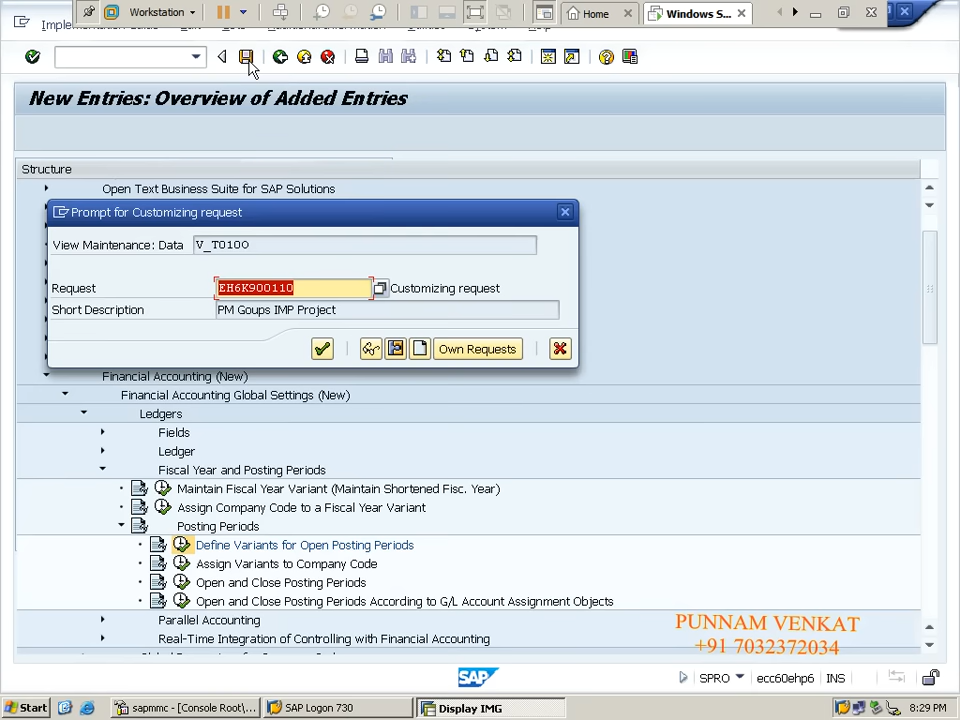 Workstation
Home
Windows S...
New Entries: Overview of Added Entries
Structure
Open Text Business Suite for SAP Solutions
Prompt for Customizing request
View Maintenance: Data V_T010O
Request EH6K900110 Customizing request
Short Description PM Goups IMP Project
Own Requests
Financial Accounting (New)
Financial Accounting Global Settings (New)
Ledgers
Fields
Ledger
Fiscal Year and Posting Periods
Maintain Fiscal Year Variant (Maintain Shortened Fisc. Year)
Assign Company Code to a Fiscal Year Variant
Posting Periods
Define Variants for Open Posting Periods
Assign Variants to Company Code
Open and Close Posting Periods
Open and Close Posting Periods According to G/L Account Assignment Objects
Parallel Accounting
Real-Time Integration of Controlling with Financial Accounting
PUNNAM VENKAT
+91 7032372034
SAP
SPRO ecc60ehp6 INS
Start sapmmc - [Console Root\... SAP Logon 730 Display IMG 8:29 PM